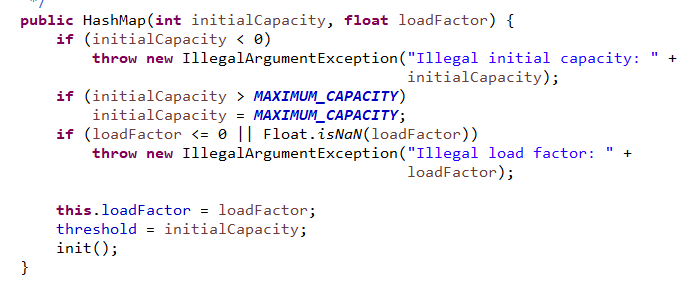 */
public HashMap(int initialCapacity, float loadFactor) {
    if (initialCapacity < 0)
        throw new IllegalArgumentException("Illegal initial capacity: " +
                                           initialCapacity);
    if (initialCapacity > MAXIMUM_CAPACITY)
        initialCapacity = MAXIMUM_CAPACITY;
    if (loadFactor <= 0 || Float.isNaN(loadFactor))
        throw new IllegalArgumentException("Illegal load factor: " +
                                           loadFactor);

    this.loadFactor = loadFactor;
    threshold = initialCapacity;
    init();
}